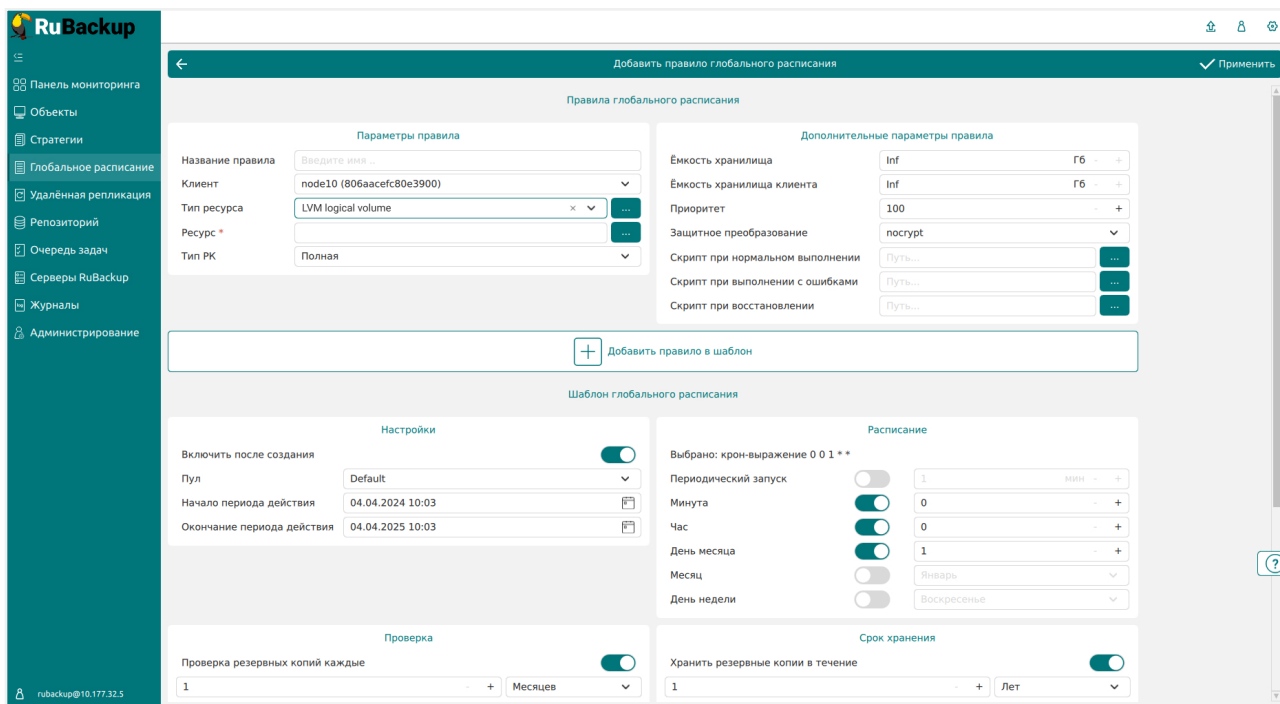 RuBackup
Добавить правило глобального расписания
Применить
Панель мониторинга
Объекты
Стратегии
Глобальное расписание
Удалённая репликация
Репозиторий
Очередь задач
Серверы RuBackup
Журналы
Администрирование
rubackup@10.177.32.5
Правила глобального расписания
Параметры правила
Название правила Введите имя ..
Клиент node10 (806aacefc80e3900)
Тип ресурса LVM logical volume × ...
Ресурс * ...
Тип РК Полная
Дополнительные параметры правила
Ёмкость хранилища Inf Гб - +
Ёмкость хранилища клиента Inf Гб - +
Приоритет 100 - +
Защитное преобразование nocrypt
Скрипт при нормальном выполнении Путь... ...
Скрипт при выполнении с ошибками Путь... ...
Скрипт при восстановлении Путь... ...
+ Добавить правило в шаблон
Шаблон глобального расписания
Настройки
Включить после создания
Пул Default
Начало периода действия 04.04.2024 10:03
Окончание периода действия 04.04.2025 10:03
Расписание
Выбрано: крон-выражение 0 0 1 * *
Периодический запуск 1 мин - +
Минута 0 - +
Час 0 - +
День месяца 1 - +
Месяц Январь
День недели Воскресенье
Проверка
Проверка резервных копий каждые
1 - + Месяцев
Срок хранения
Хранить резервные копии в течение
1 - + Лет
?